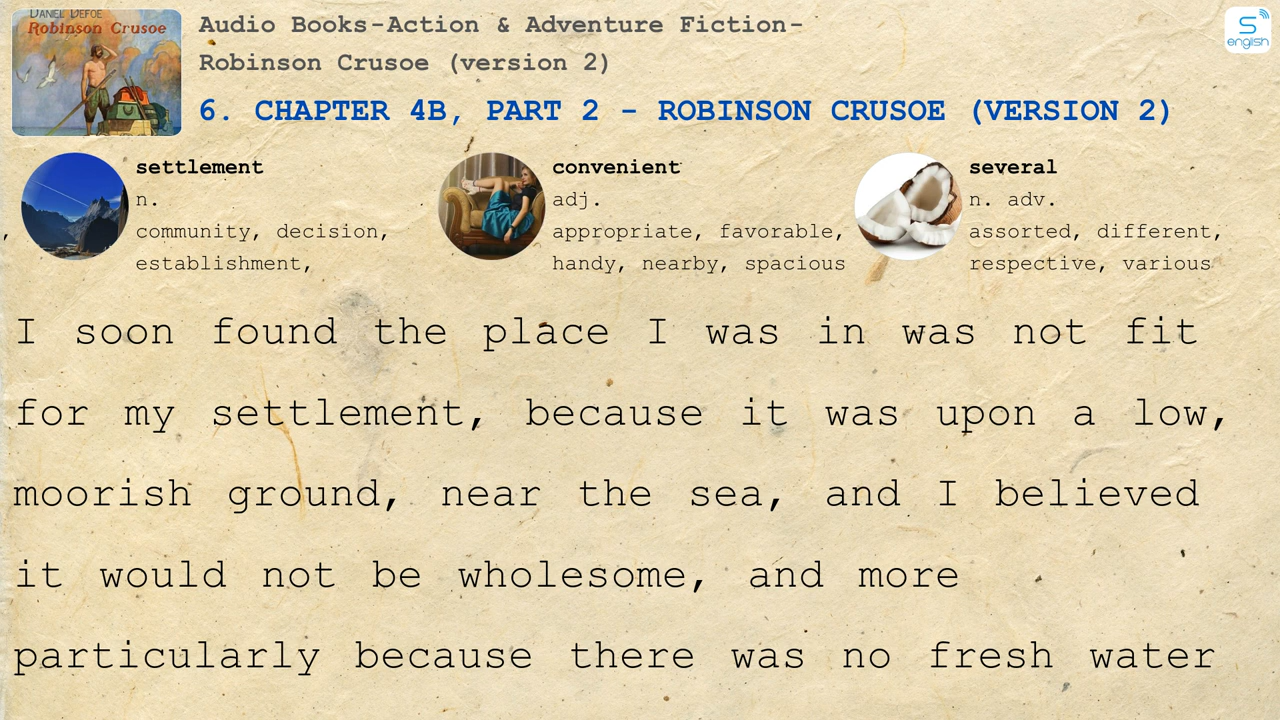 DANIEL DEFOE
Robinson Crusoe
Audio Books-Action & Adventure Fiction-
Robinson Crusoe (version 2)
S
english
6. CHAPTER 4B, PART 2 - ROBINSON CRUSOE (VERSION 2)
settlement
n.
community, decision,
establishment,
convenient
adj.
appropriate, favorable,
handy, nearby, spacious
several
n. adv.
assorted, different,
respective, various
,
I soon found the place I was in was not fit
for my settlement, because it was upon a low,
moorish ground, near the sea, and I believed
it would not be wholesome, and more
particularly because there was no fresh water